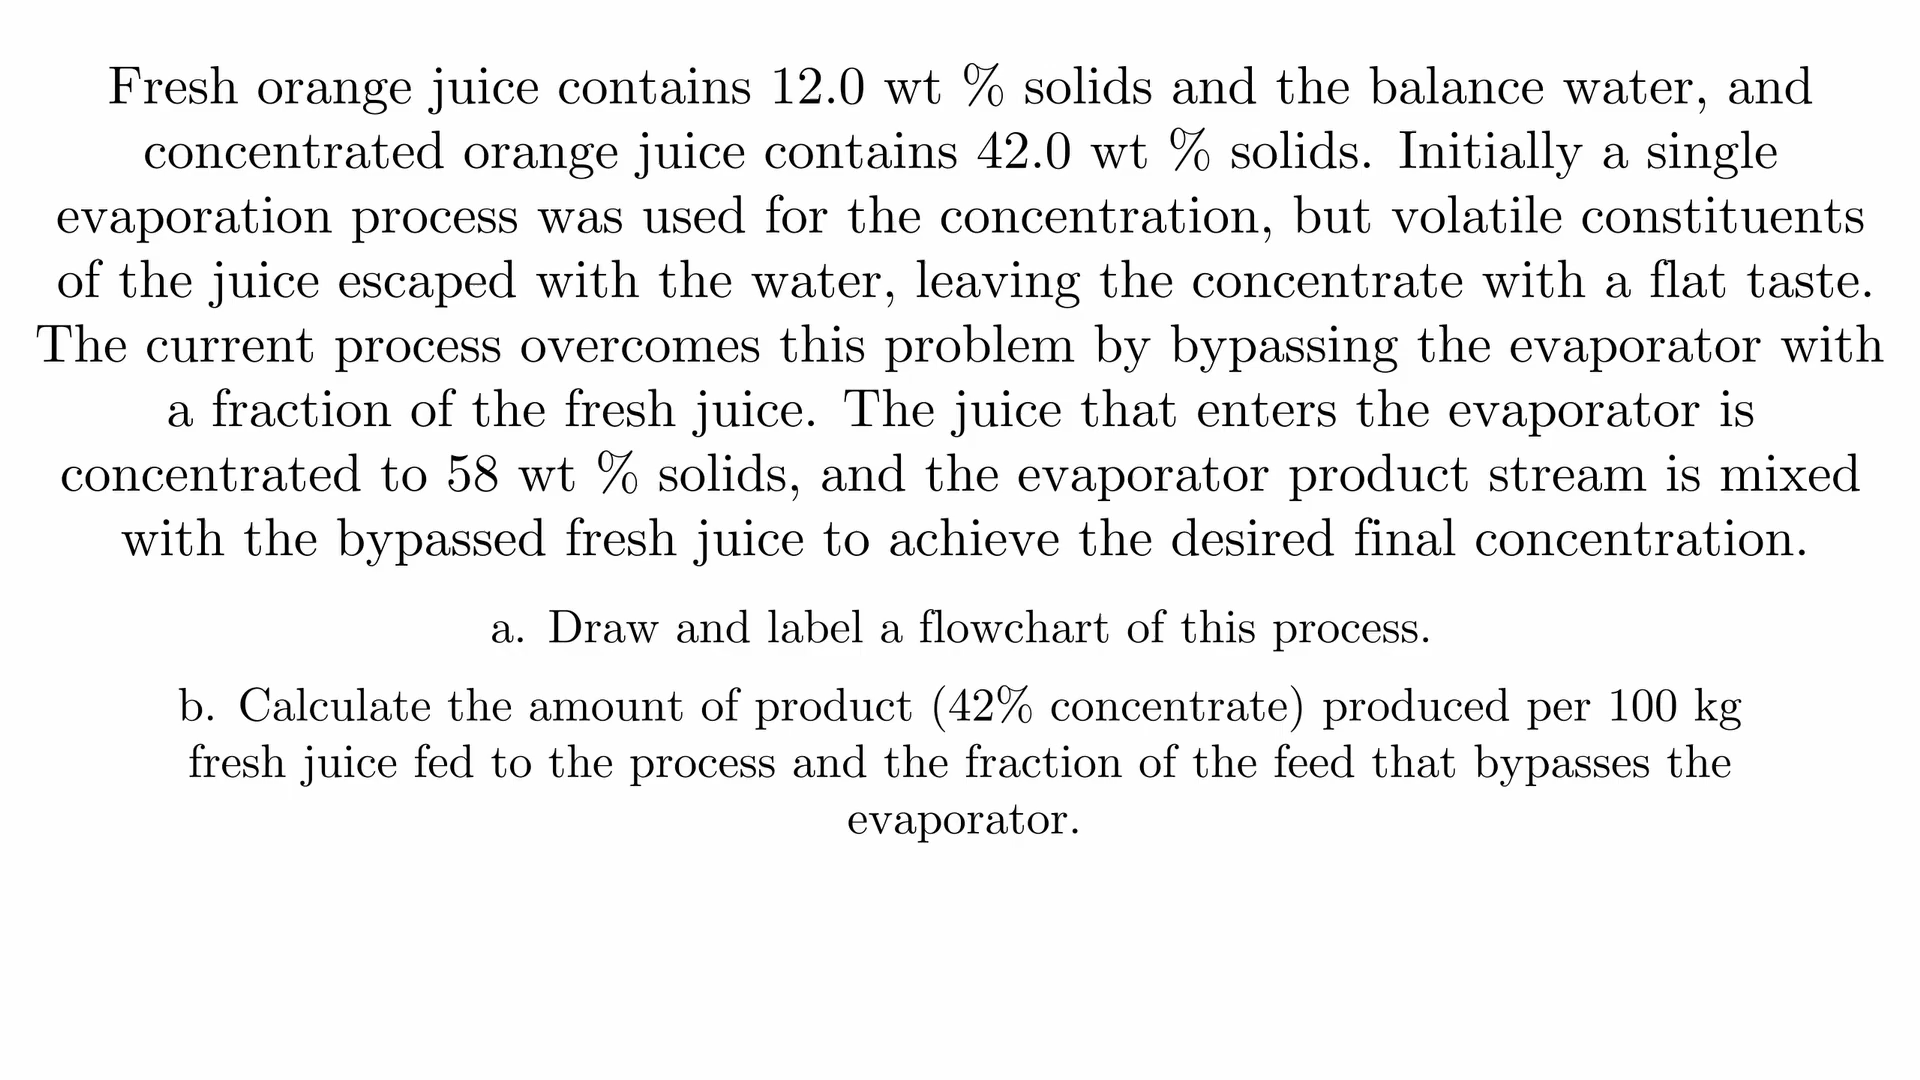 Fresh orange juice contains 12.0 wt % solids and the balance water, and
concentrated orange juice contains 42.0 wt % solids. Initially a single
evaporation process was used for the concentration, but volatile constituents
of the juice escaped with the water, leaving the concentrate with a flat taste.
The current process overcomes this problem by bypassing the evaporator with
a fraction of the fresh juice. The juice that enters the evaporator is
concentrated to 58 wt % solids, and the evaporator product stream is mixed
with the bypassed fresh juice to achieve the desired final concentration.
a. Draw and label a flowchart of this process.
b. Calculate the amount of product (42% concentrate) produced per 100 kg
fresh juice fed to the process and the fraction of the feed that bypasses the
evaporator.